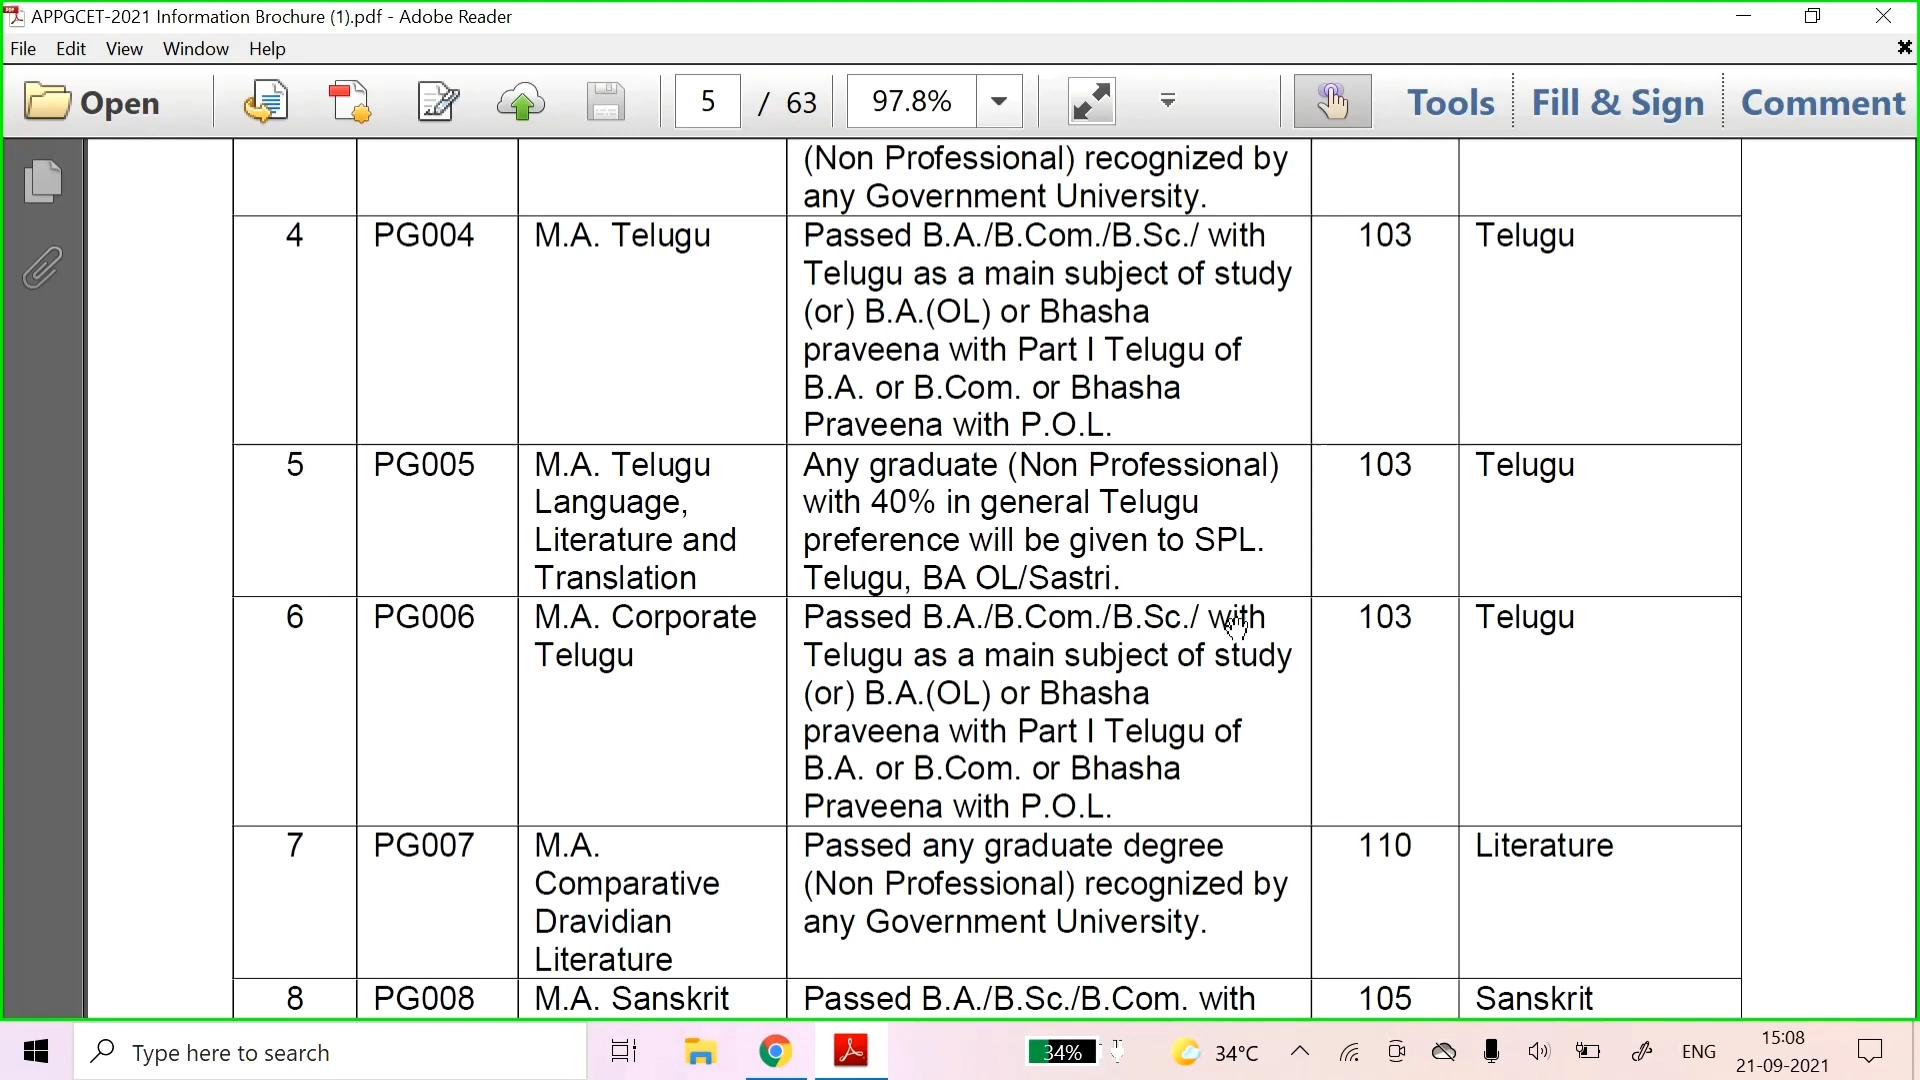 APPGCET-2021 Information Brochure (1).pdf - Adobe Reader
File Edit View Window Help
Open 5 / 63 97.8% Tools Fill & Sign Comment
(Non Professional) recognized by
any Government University.
4 PG004 M.A. Telugu Passed B.A./B.Com./B.Sc./ with 103 Telugu
Telugu as a main subject of study
(or) B.A.(OL) or Bhasha
praveena with Part I Telugu of
B.A. or B.Com. or Bhasha
Praveena with P.O.L.
5 PG005 M.A. Telugu Any graduate (Non Professional) 103 Telugu
Language, with 40% in general Telugu
Literature and preference will be given to SPL.
Translation Telugu, BA OL/Sastri.
6 PG006 M.A. Corporate Passed B.A./B.Com./B.Sc./ with 103 Telugu
Telugu Telugu as a main subject of study
(or) B.A.(OL) or Bhasha
praveena with Part I Telugu of
B.A. or B.Com. or Bhasha
Praveena with P.O.L.
7 PG007 M.A. Passed any graduate degree 110 Literature
Comparative (Non Professional) recognized by
Dravidian any Government University.
Literature
8 PG008 M.A. Sanskrit Passed B.A./B.Sc./B.Com. with 105 Sanskrit
Type here to search 34% 34°C ENG 15:08
21-09-2021